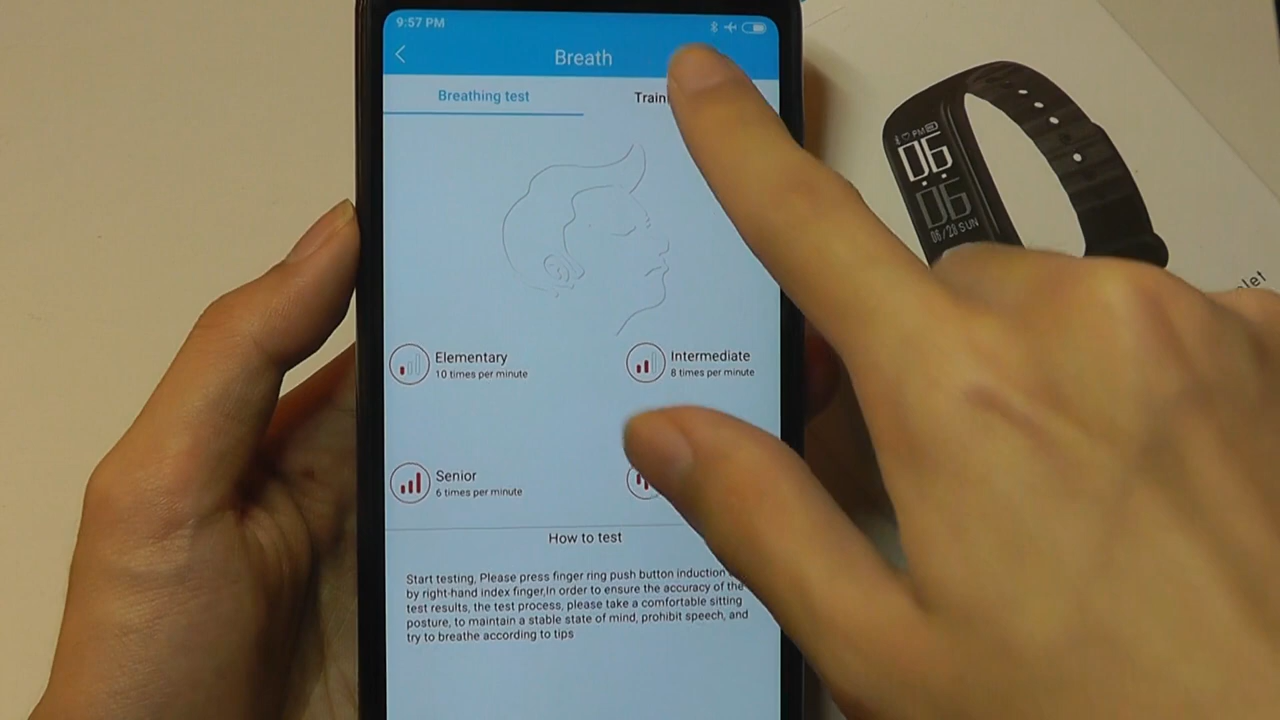 9:57 PM
Breath
Breathing test
Elementary
10 times per minute
Intermediate
8 times per minute
Senior
6 times per minute
How to test
Start testing, Please press finger ring push button induction
by right-hand index finger,In order to ensure the accuracy of the
test results, the test process, please take a comfortable sitting
posture, to maintain a stable state of mind, prohibit speech, and
try to breathe according to tips
PM
06
06
06/28 SUN